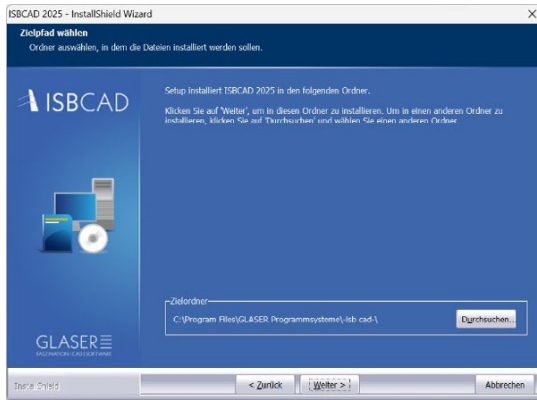 ISBCAD 2025 - InstallShield Wizard
Zielpfad wählen
Ordner auswählen, in dem die Dateien installiert werden sollen.
ISBCAD
Setup installiert ISBCAD 2025 in den folgenden Ordner.
Klicken Sie auf 'Weiter', um in diesen Ordner zu installieren. Um in einen anderen Ordner zu
installieren, klicken Sie auf 'Durchsuchen' und wählen Sie einen anderen Ordner.
Zielordner
C:\Program Files\GLASER Programmsysteme\-isb cad-\
Durchsuchen...
GLASER
FASZINATION CAD SOFTWARE
InstallShield
< Zurück
Weiter >
Abbrechen